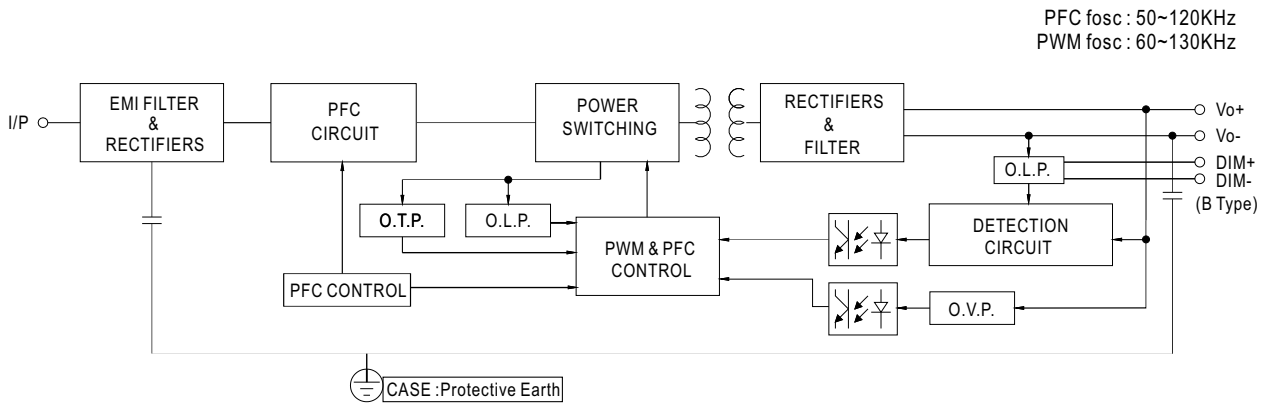 PFC fosc : 50~120KHz
PWM fosc : 60~130KHz
I/P
EMI FILTER
&
RECTIFIERS
PFC
CIRCUIT
POWER
SWITCHING
RECTIFIERS
&
FILTER
Vo+
Vo-
DIM+
DIM-
(B Type)
O.L.P.
O.T.P.
O.L.P.
DETECTION
CIRCUIT
PWM & PFC
CONTROL
PFC CONTROL
O.V.P.
CASE :Protective Earth